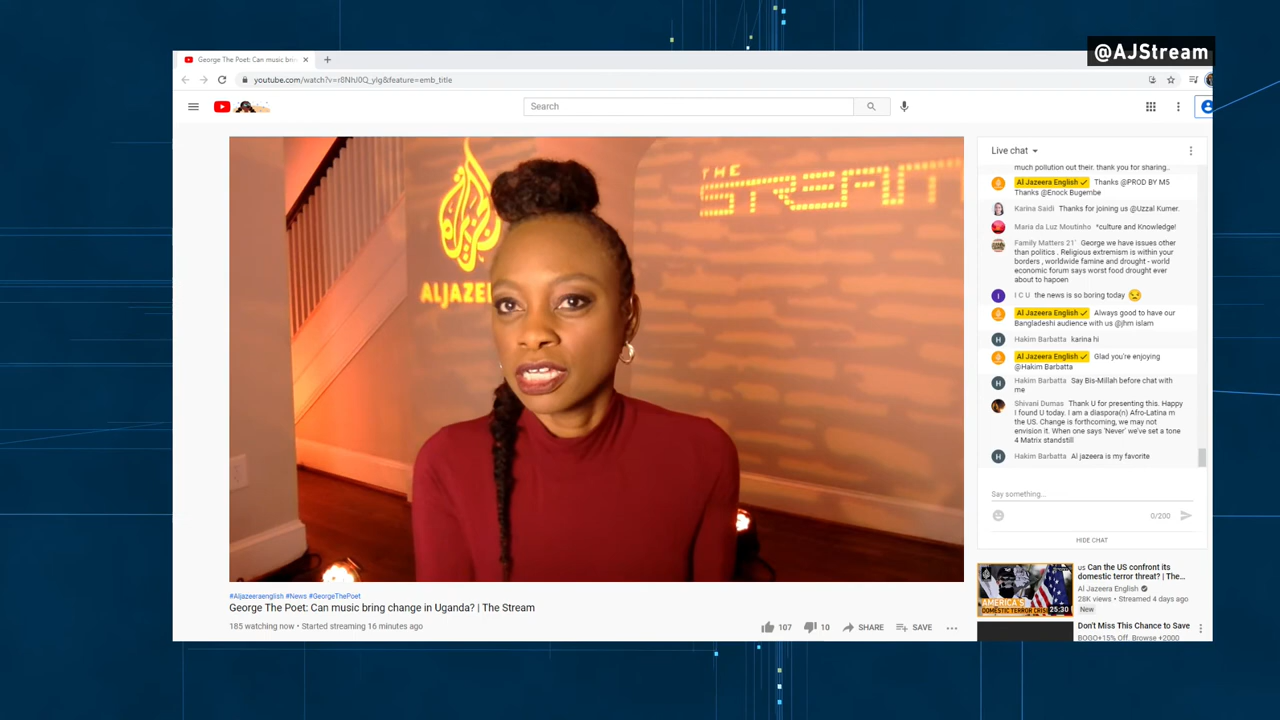 @AJStream
George The Poet: Can music brin
youtube.com/watch?v=r8NhJ0Q_yIg&feature=emb_title
Search
ALJAZE
THE
STREAM
Live chat
much pollution out their. thank you for sharing..
Al Jazeera English Thanks @PROD BY M5
Thanks @Enock Bugembe
Karina Saidi Thanks for joining us @Uzzal Kumer.
Maria da Luz Moutinho *culture and Knowledge!
Family Matters 21' George we have issues other
than politics . Religious extremism is within your
borders , worldwide famine and drought - world
economic forum says worst food drought ever
about to hapoen
I C U the news is so boring today
Al Jazeera English Always good to have our
Bangladeshi audience with us @jhm islam
Hakim Barbatta karina hi
Al Jazeera English Glad you're enjoying
@Hakim Barbatta
Hakim Barbatta Say Bis-Millah before chat with
me
Shivani Dumas Thank U for presenting this. Happy
I found U today. I am a diaspora(n) Afro-Latina m
the US. Change is forthcoming, we may not
envision it. When one says 'Never' we've set a tone
4 Matrix standstill
Hakim Barbatta Al jazeera is my favorite
Say something...
0/200
HIDE CHAT
#Aljazeeraenglish #News #GeorgeThePoet
George The Poet: Can music bring change in Uganda? | The Stream
185 watching now • Started streaming 16 minutes ago
107 10 SHARE SAVE
AMERICA'S
DOMESTIC TERROR CRISIS
25:30
us Can the US confront its
domestic terror threat? | The...
Al Jazeera English
28K views • Streamed 4 days ago
New
Don't Miss This Chance to Save
BOGO+15% Off. Browse +2000